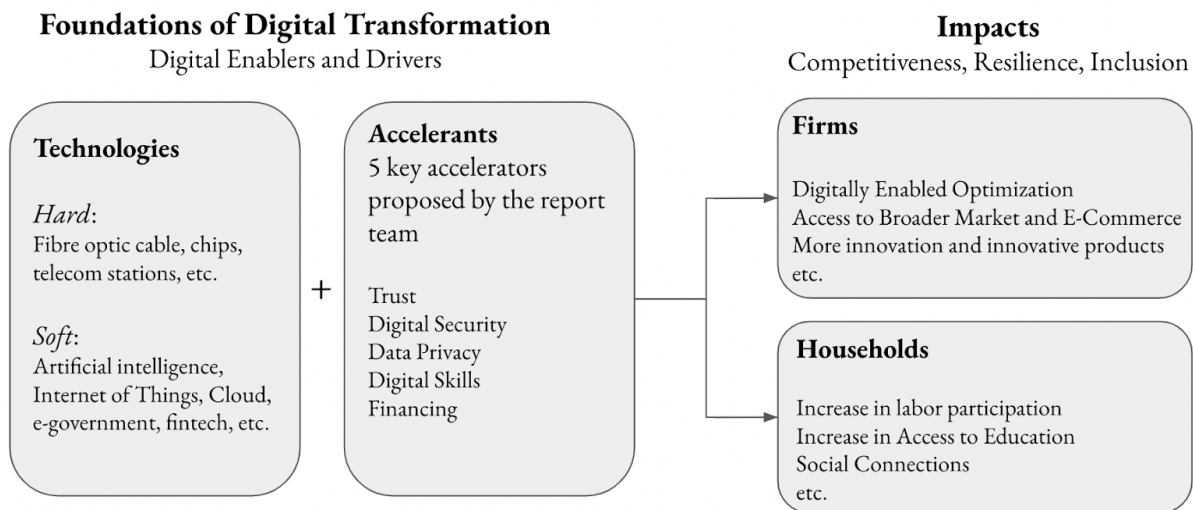 Foundations of Digital Transformation
Digital Enablers and Drivers
Technologies
Hard:
Fibre optic cable, chips,
telecom stations, etc.
Soft:
Artificial intelligence,
Internet of Things, Cloud,
e-government, fintech, etc.
+
Accelerants
5 key accelerators
proposed by the report
team
Trust
Digital Security
Data Privacy
Digital Skills
Financing
Impacts
Competitiveness, Resilience, Inclusion
Firms
Digitally Enabled Optimization
Access to Broader Market and E-Commerce
More innovation and innovative products
etc.
Households
Increase in labor participation
Increase in Access to Education
Social Connections
etc.